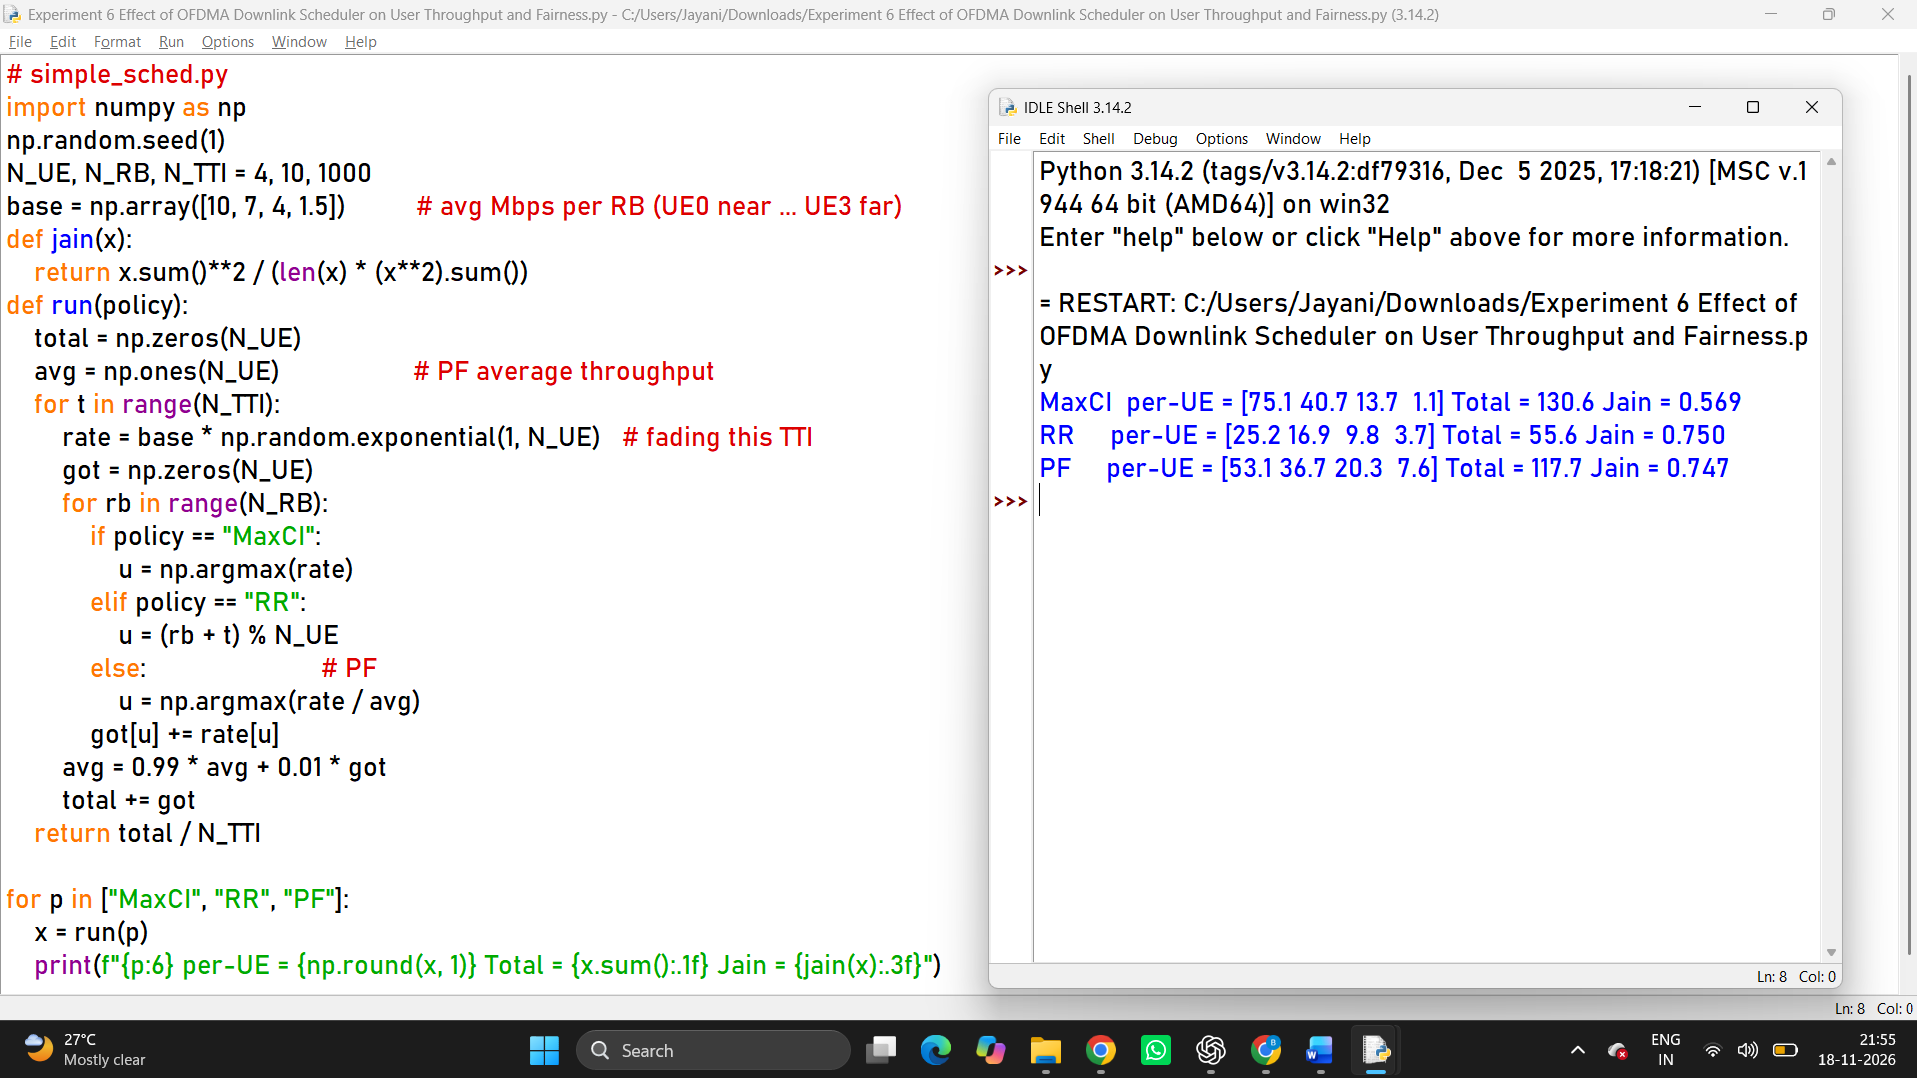 Experiment 6 Effect of OFDMA Downlink Scheduler on User Throughput and Fairness.py - C:/Users/Jayani/Downloads/Experiment 6 Effect of OFDMA Downlink Scheduler on User Throughput and Fairness.py (3.14.2)
File Edit Format Run Options Window Help
# simple_sched.py
import numpy as np
np.random.seed(1)
N_UE, N_RB, N_TTI = 4, 10, 1000
base = np.array([10, 7, 4, 1.5]) # avg Mbps per RB (UE0 near ... UE3 far)
def jain(x):
return x.sum()**2 / (len(x) * (x**2).sum())
def run(policy):
total = np.zeros(N_UE)
avg = np.ones(N_UE) # PF average throughput
for t in range(N_TTI):
rate = base * np.random.exponential(1, N_UE) # fading this TTI
got = np.zeros(N_UE)
for rb in range(N_RB):
if policy == "MaxCI":
u = np.argmax(rate)
elif policy == "RR":
u = (rb + t) % N_UE
else: # PF
u = np.argmax(rate / avg)
got[u] += rate[u]
avg = 0.99 * avg + 0.01 * got
total += got
return total / N_TTI
for p in ["MaxCI", "RR", "PF"]:
x = run(p)
print(f"{p:6} per-UE = {np.round(x, 1)} Total = {x.sum():.1f} Jain = {jain(x):.3f}")
IDLE Shell 3.14.2
File Edit Shell Debug Options Window Help
Python 3.14.2 (tags/v3.14.2:df79316, Dec 5 2025, 17:18:21) [MSC v.1
944 64 bit (AMD64)] on win32
Enter "help" below or click "Help" above for more information.
>>>
= RESTART: C:/Users/Jayani/Downloads/Experiment 6 Effect of
OFDMA Downlink Scheduler on User Throughput and Fairness.p
y
MaxCI per-UE = [75.1 40.7 13.7 1.1] Total = 130.6 Jain = 0.569
RR per-UE = [25.2 16.9 9.8 3.7] Total = 55.6 Jain = 0.750
PF per-UE = [53.1 36.7 20.3 7.6] Total = 117.7 Jain = 0.747
>>>
Ln: 8 Col: 0
Ln: 8 Col: 0
27°C
Mostly clear
Search
ENG
IN
21:55
18-11-2026